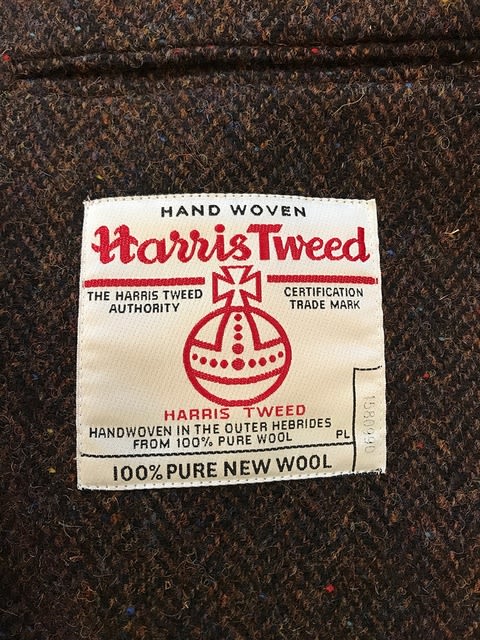 HAND WOVEN
Harris Tweed
THE HARRIS TWEED AUTHORITY
CERTIFICATION TRADE MARK
HARRIS TWEED
HANDWOVEN IN THE OUTER HEBRIDES
FROM 100% PURE WOOL
PL
100% PURE NEW WOOL